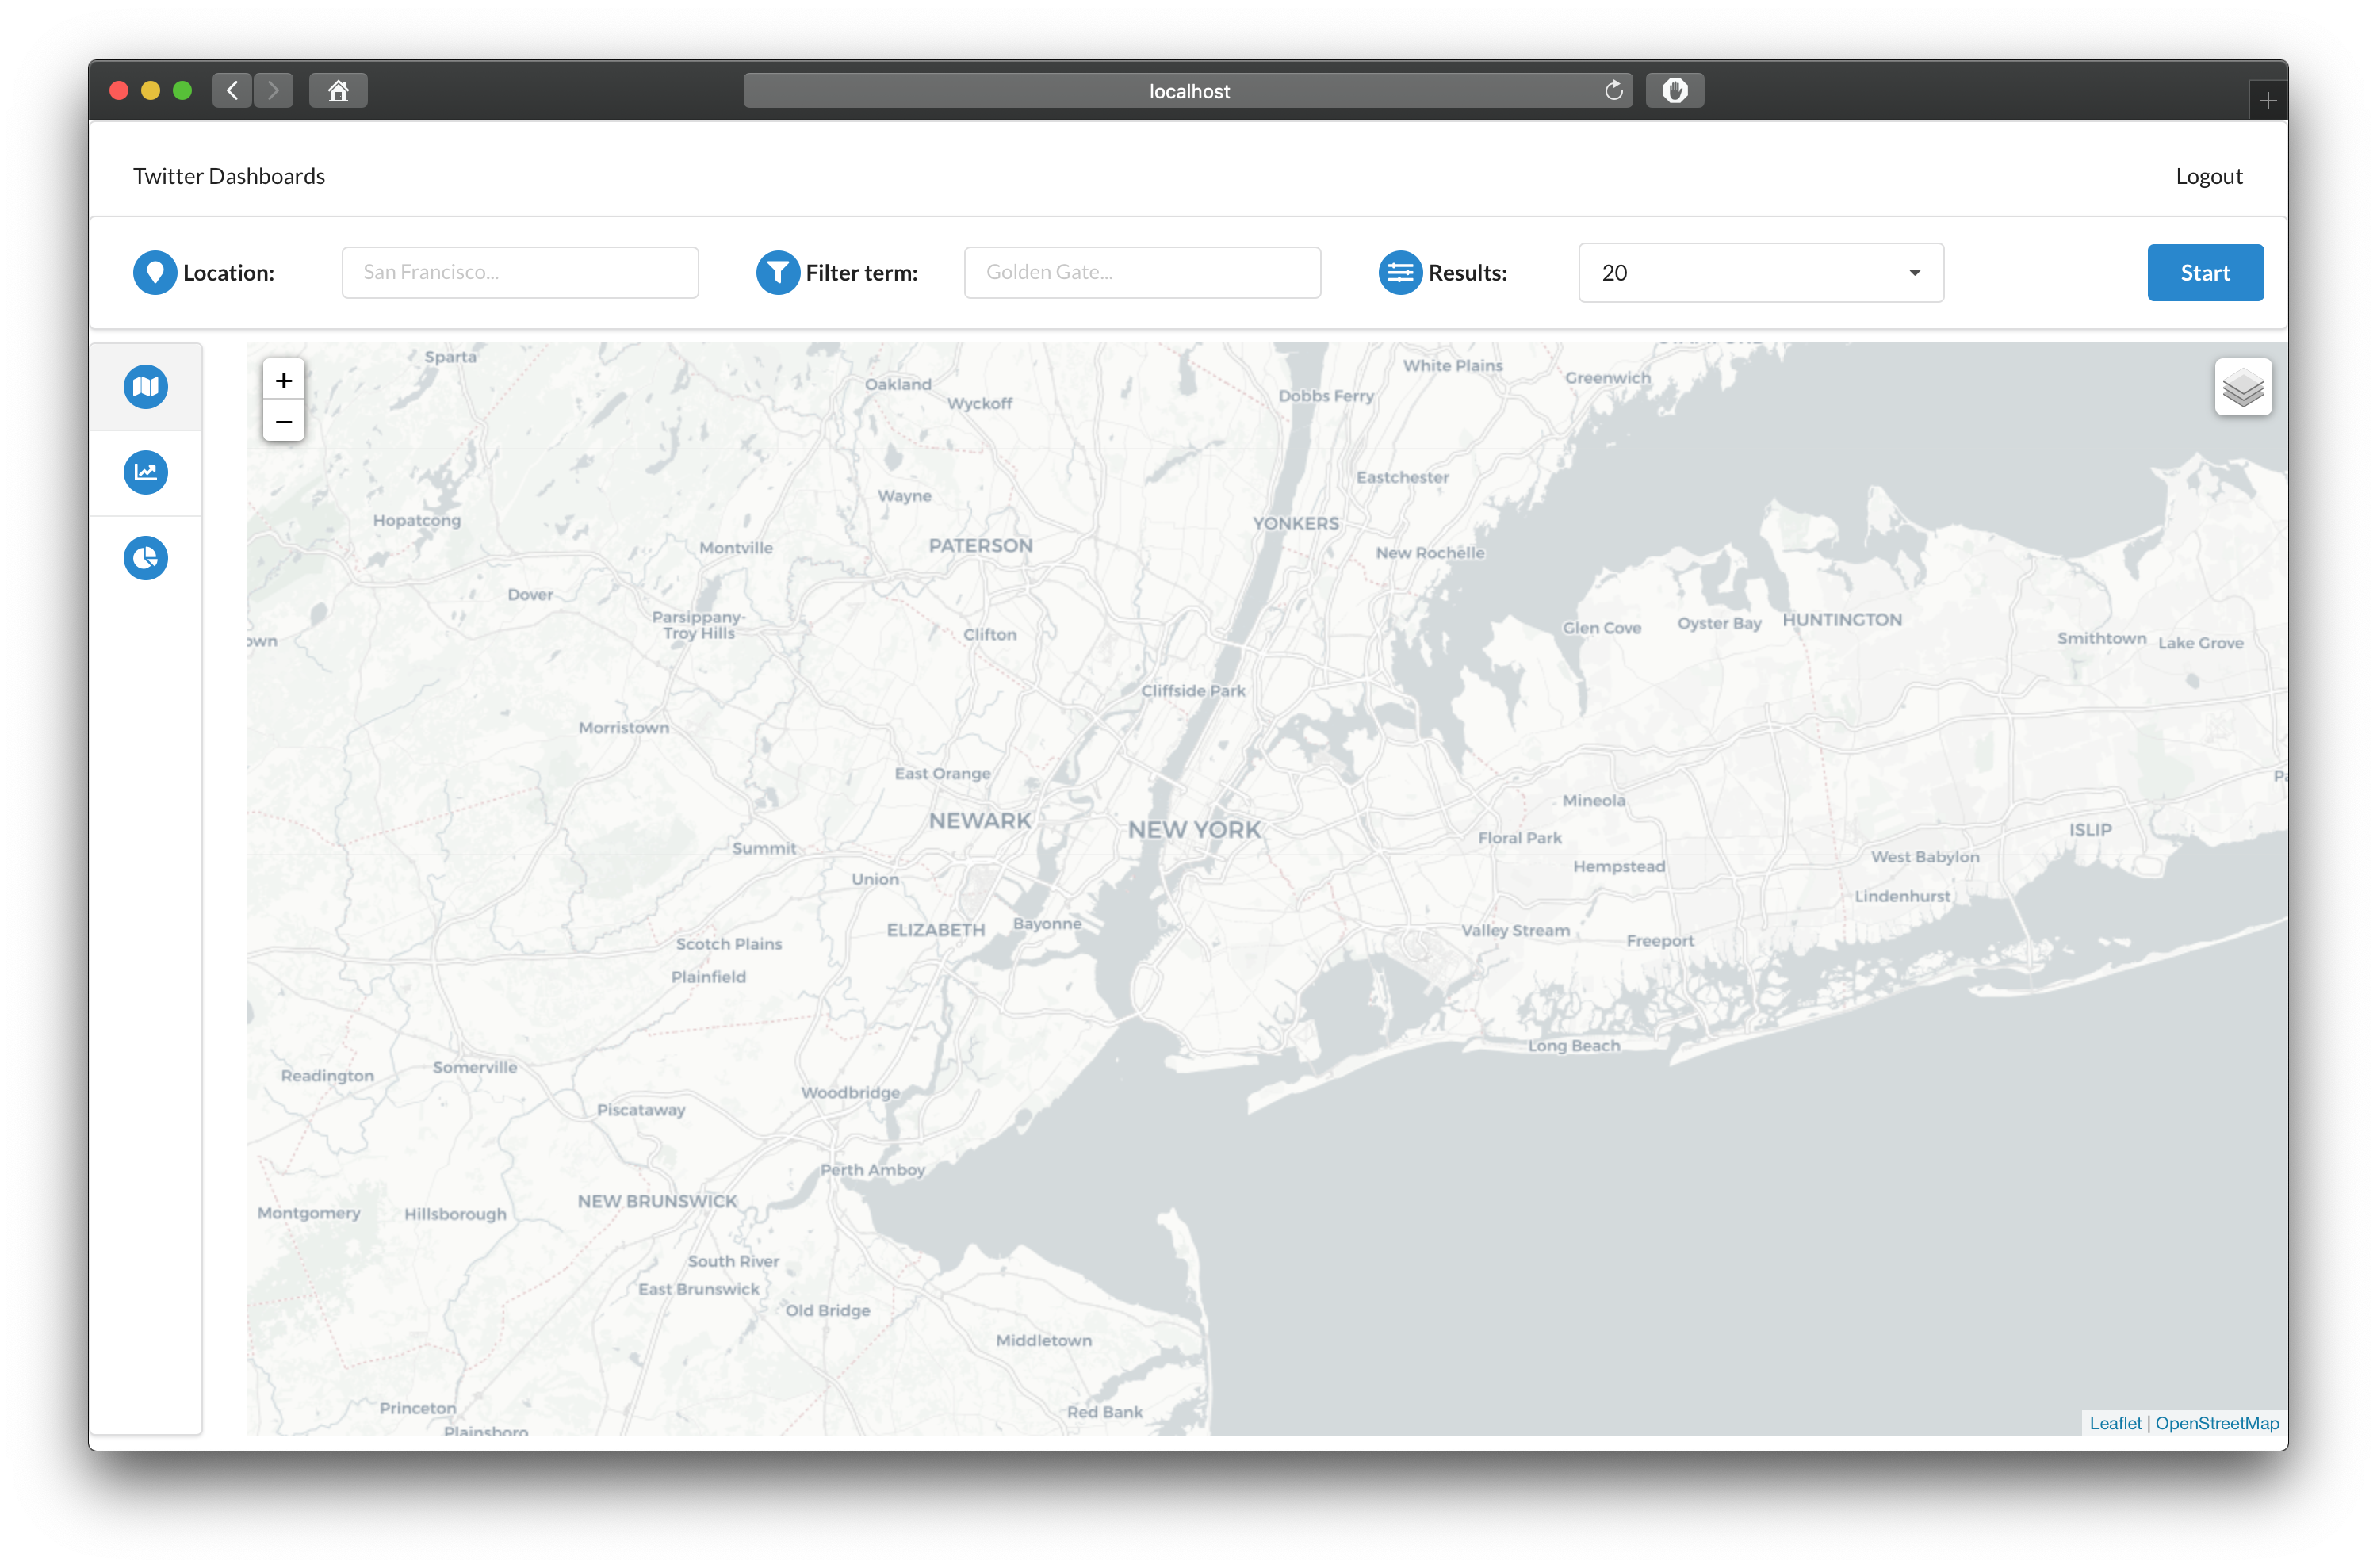 localhost
Twitter Dashboards
Logout
Location:
San Francisco...
Filter term:
Golden Gate...
Results:
20
Start
+
−
Sparta
Oakland
Wyckoff
Dobbs Ferry
White Plains
Greenwich
Eastchester
Wayne
Hopatcong
YONKERS
PATERSON
Montville
New Rochelle
Dover
Parsippany-
Troy Hills
Clifton
Glen Cove
Oyster Bay
HUNTINGTON
Smithtown
Lake Grove
own
Cliffside Park
Morristown
East Orange
NEWARK
NEW YORK
Mineola
Floral Park
ISLIP
Summit
West Babylon
Hempstead
Union
Lindenhurst
ELIZABETH
Bayonne
Valley Stream
Freeport
Scotch Plains
Plainfield
Long Beach
Somerville
Readington
Woodbridge
Piscataway
Perth Amboy
NEW BRUNSWICK
Montgomery
Hillsborough
South River
East Brunswick
Old Bridge
Middletown
Princeton
Red Bank
Plainsboro
Leaflet | OpenStreetMap